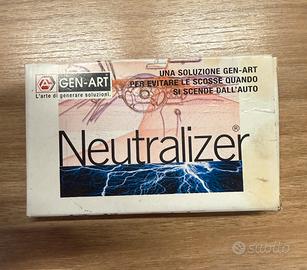 GEN-ART
L'arte di generare soluzioni.
UNA SOLUZIONE GEN-ART
PER EVITARE LE SCOSSE QUANDO
SI SCENDE DALL'AUTO
Neutralizer®
subito